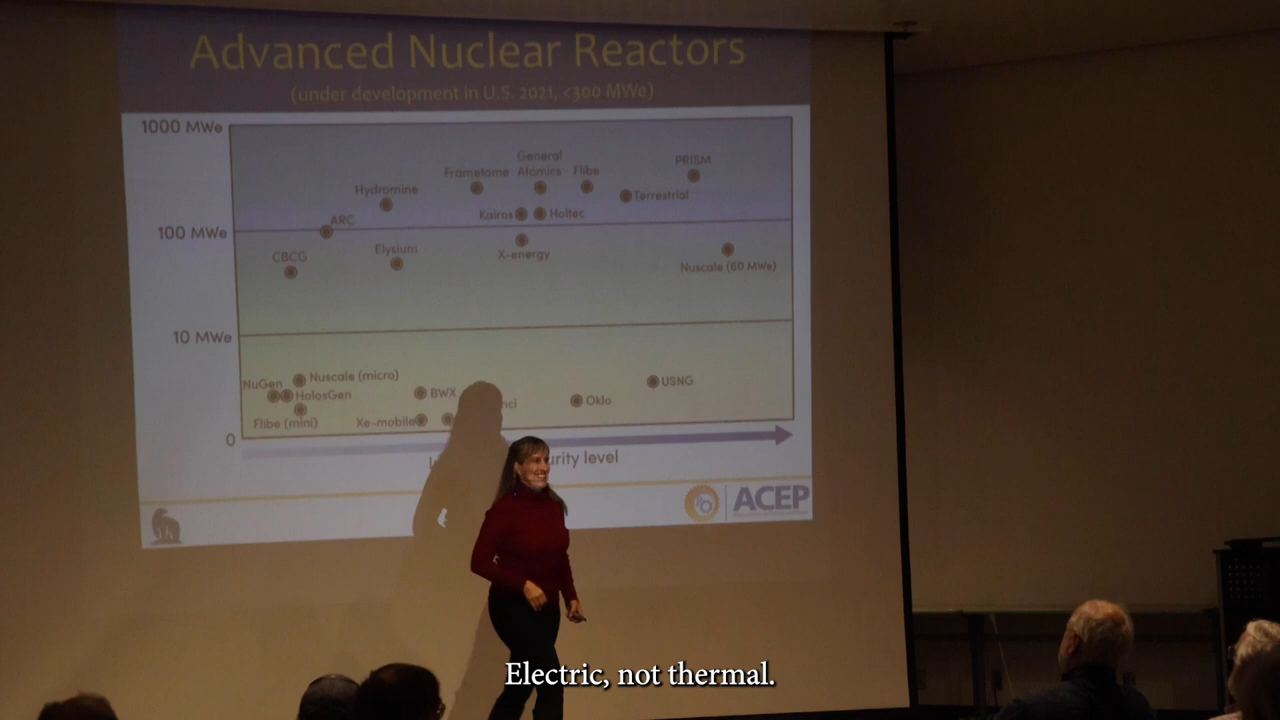 Advanced Nuclear Reactors
(under development in U.S. 2021, <300 MWe)
1000 MWe
General
Atomics
Framatome
Flibe
PRISM
Hydromine
Terrestrial
Kairos
Holtec
ARC
100 MWe
Elysium
X-energy
CBCG
Nuscale (60 MWe)
10 MWe
Nuscale (micro)
NuGen
HolosGen
BWX
USNG
Oklo
Flibe (mini)
Xe-mobile
0
level
ACEP
Electric, not thermal.